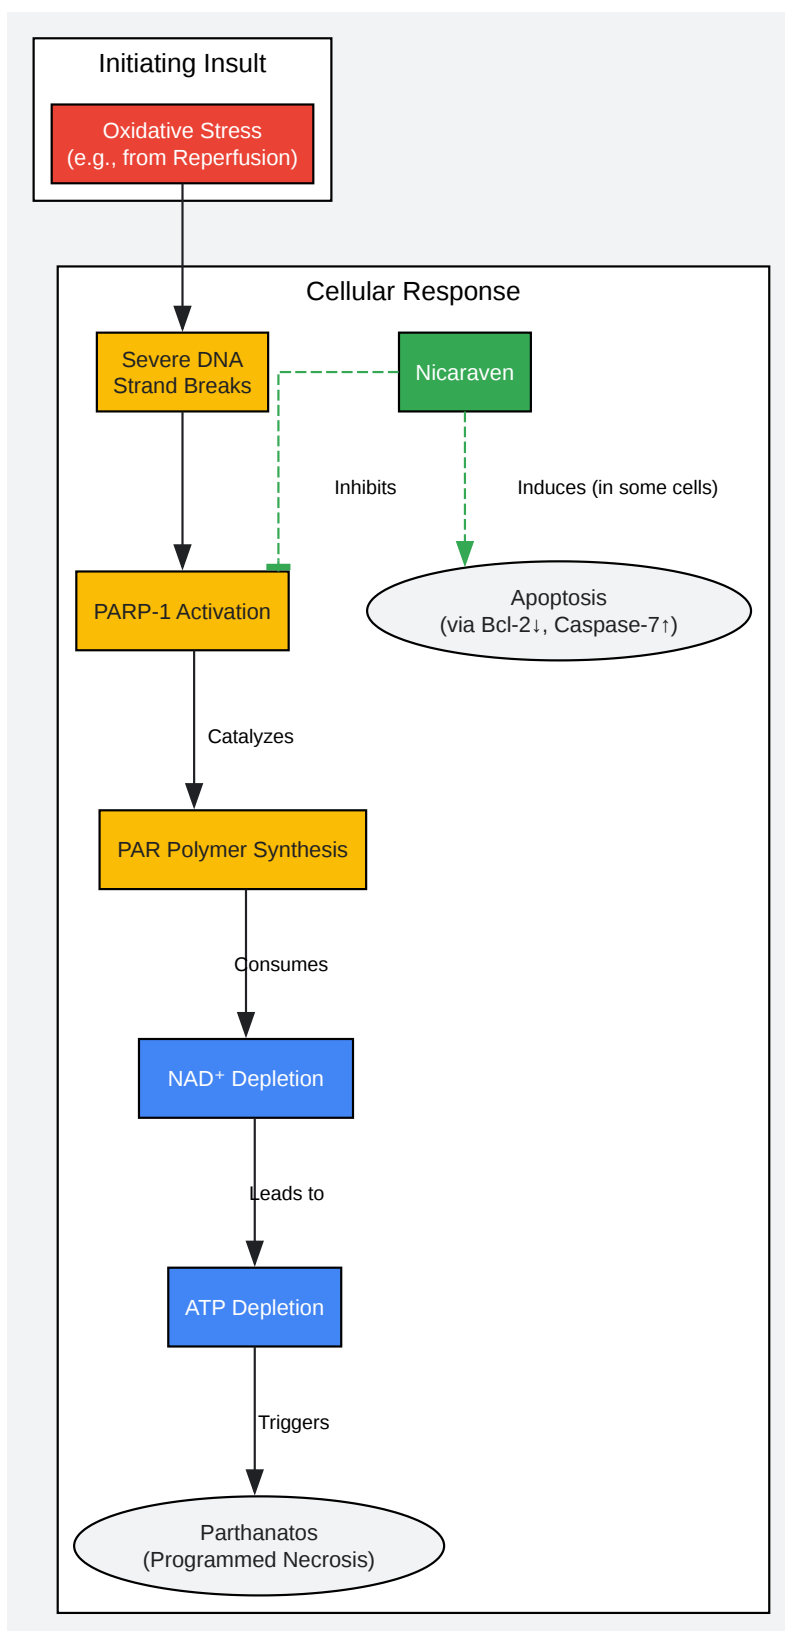 Initiating Insult
Oxidative Stress
(e.g., from Reperfusion)
Cellular Response
Severe DNA
Strand Breaks
Nicaraven
Inhibits
Induces (in some cells)
PARP-1 Activation
Apoptosis
(via Bcl-2↓, Caspase-7↑)
Catalyzes
PAR Polymer Synthesis
Consumes
NAD⁺ Depletion
Leads to
ATP Depletion
Triggers
Parthanatos
(Programmed Necrosis)